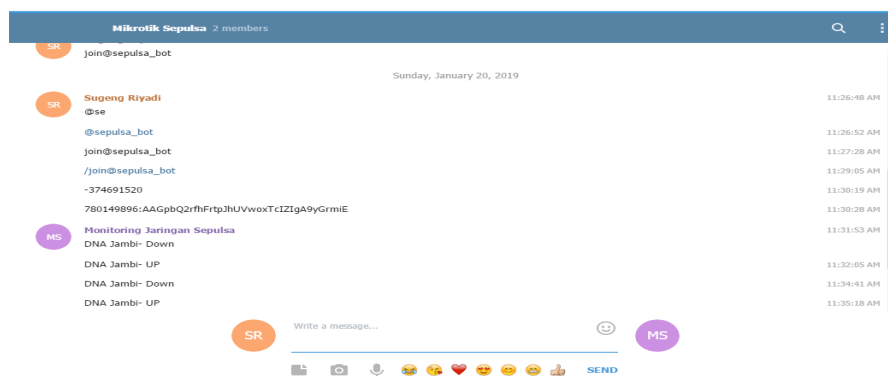 Mikrotik Sepulsa 2 members
SR
join@sepulsa_bot
Sunday, January 20, 2019
SR Sugeng Riyadi 11:26:48 AM
@se
@sepulsa_bot 11:26:52 AM
join@sepulsa_bot 11:27:28 AM
/join@sepulsa_bot 11:29:05 AM
-374691520 11:30:19 AM
780149896:AAGpbQ2rfhFrtpJhUVwoxTcIZIgA9yGrmiE 11:30:28 AM
MS Monitoring Jaringan Sepulsa 11:31:53 AM
DNA Jambi- Down
DNA Jambi- UP 11:32:05 AM
DNA Jambi- Down 11:34:41 AM
DNA Jambi- UP 11:35:18 AM
SR Write a message... MS
SEND